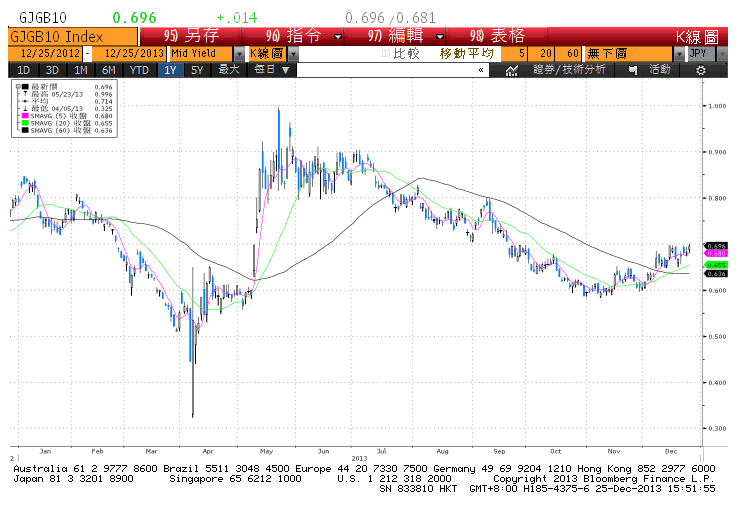 GJGB10 0.696 +.014 0.696/0.681
GJGB10 Index 95) 另存 96) 指令 97) 編輯 98) 表格 K線圖
12/25/2012 - 12/25/2013 Mid Yield K線圖 比較 移動平均 5 20 60 無下圖 JPY
1D 3D 1M 6M YTD 1Y 5Y 最大 每日 ▼ « 證券/技術分析 活動
最新價 0.696
最高 05/23/13 0.996
平均 0.714
最低 04/05/13 0.325
SMAVG (5) 收盤 0.680
SMAVG (20) 收盤 0.655
SMAVG (60) 收盤 0.636
1.000
0.900
0.800
0.696
0.680
0.655
0.636
0.600
0.500
0.400
0.300
Jan Feb Mar Apr May Jun Jul Aug Sep Oct Nov Dec
2 2013
Australia 61 2 9777 8600 Brazil 5511 3048 4500 Europe 44 20 7330 7500 Germany 49 69 9204 1210 Hong Kong 852 2977 6000
Japan 81 3 3201 8900 Singapore 65 6212 1000 U.S. 1 212 318 2000 Copyright 2013 Bloomberg Finance L.P.
SN 833810 HKT GMT+8:00 H185-4375-6 25-Dec-2013 15:51:55